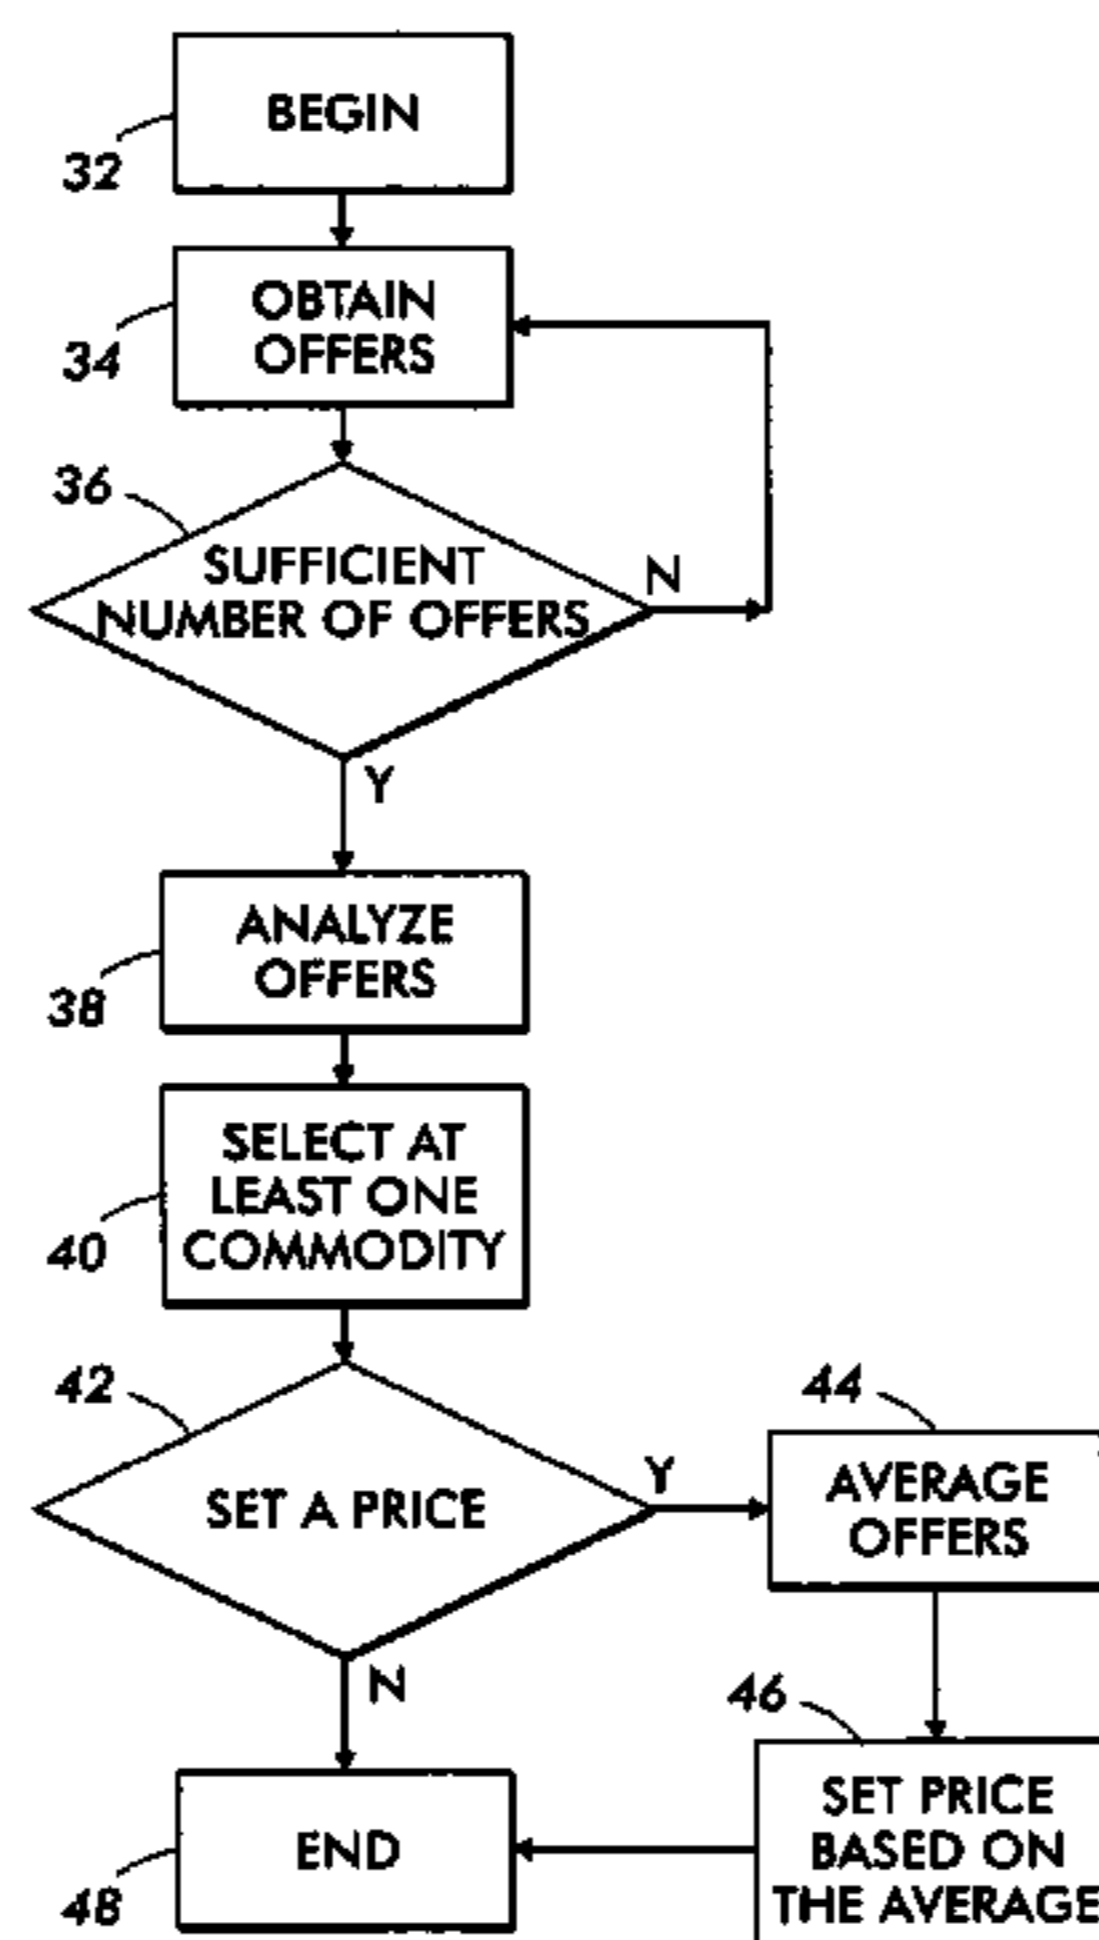 BEGIN
32
OBTAIN
OFFERS
34
36
SUFFICIENT
NUMBER OF OFFERS
N
Y
ANALYZE
OFFERS
38
SELECT AT
LEAST ONE
COMMODITY
40
42
SET A PRICE
Y
N
44
AVERAGE
OFFERS
46
SET PRICE
BASED ON
THE AVERAGE
END
48